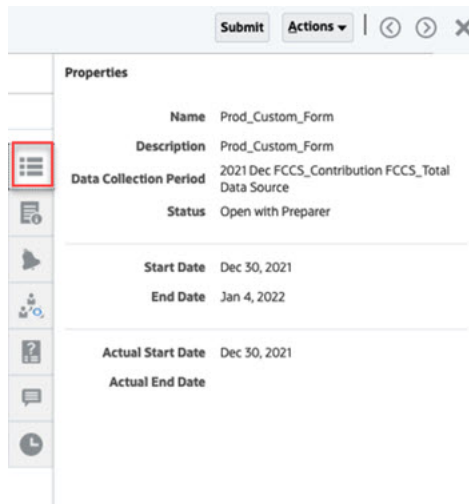 Submit Actions
Properties
Name Prod_Custom_Form
Description Prod_Custom_Form
Data Collection Period 2021 Dec FCCS_Contribution FCCS_Total
Data Source
Status Open with Preparer
Start Date Dec 30, 2021
End Date Jan 4, 2022
Actual Start Date Dec 30, 2021
Actual End Date